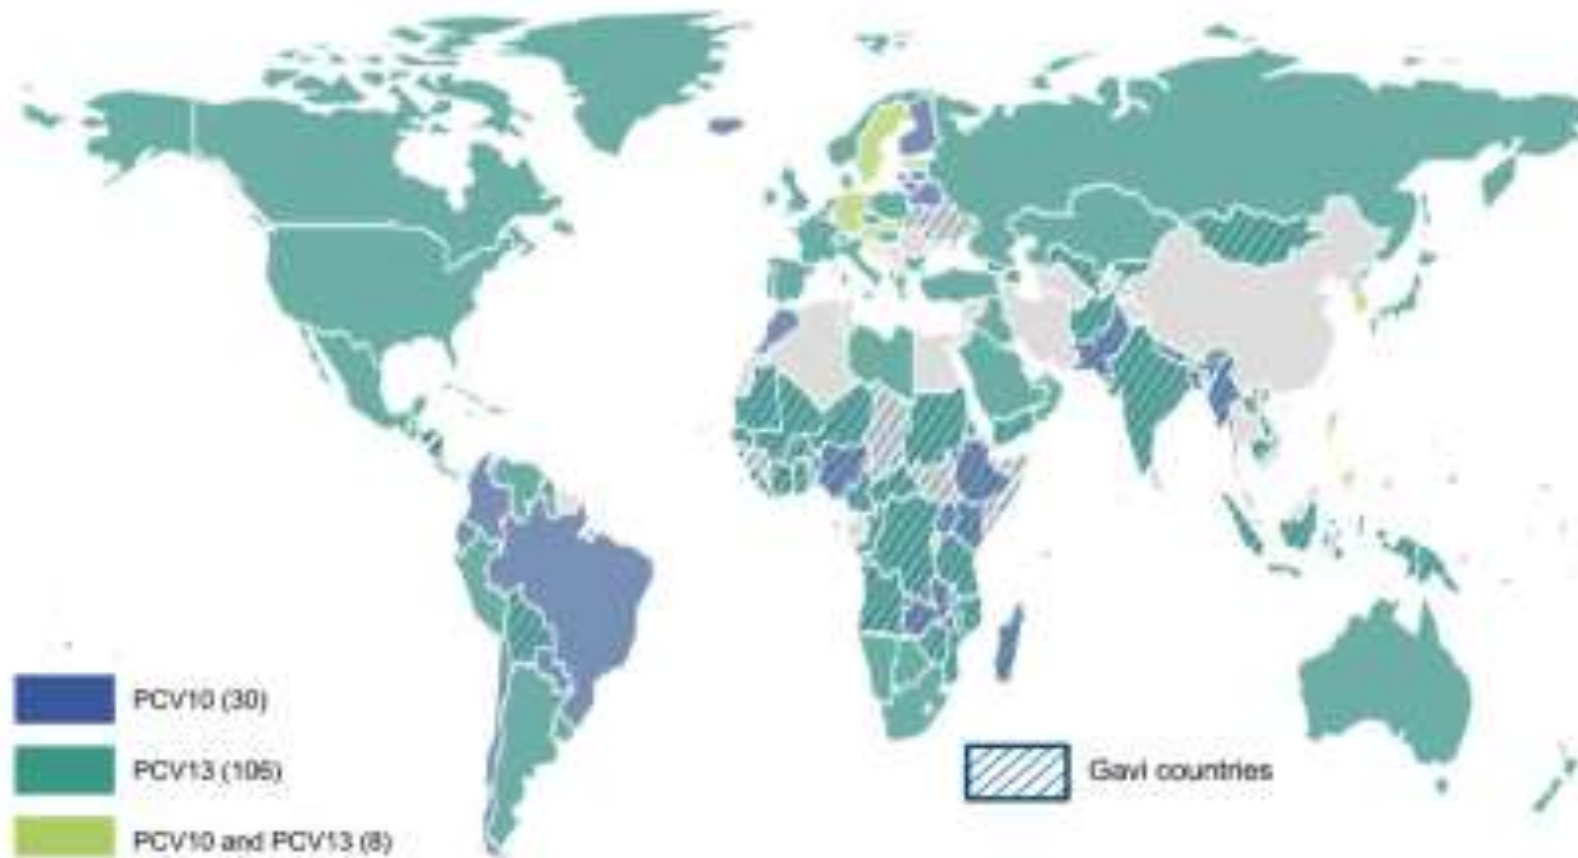 PCV10 (30)
PCV13 (106)
PCV10 and PCV13 (8)
Gavi countries